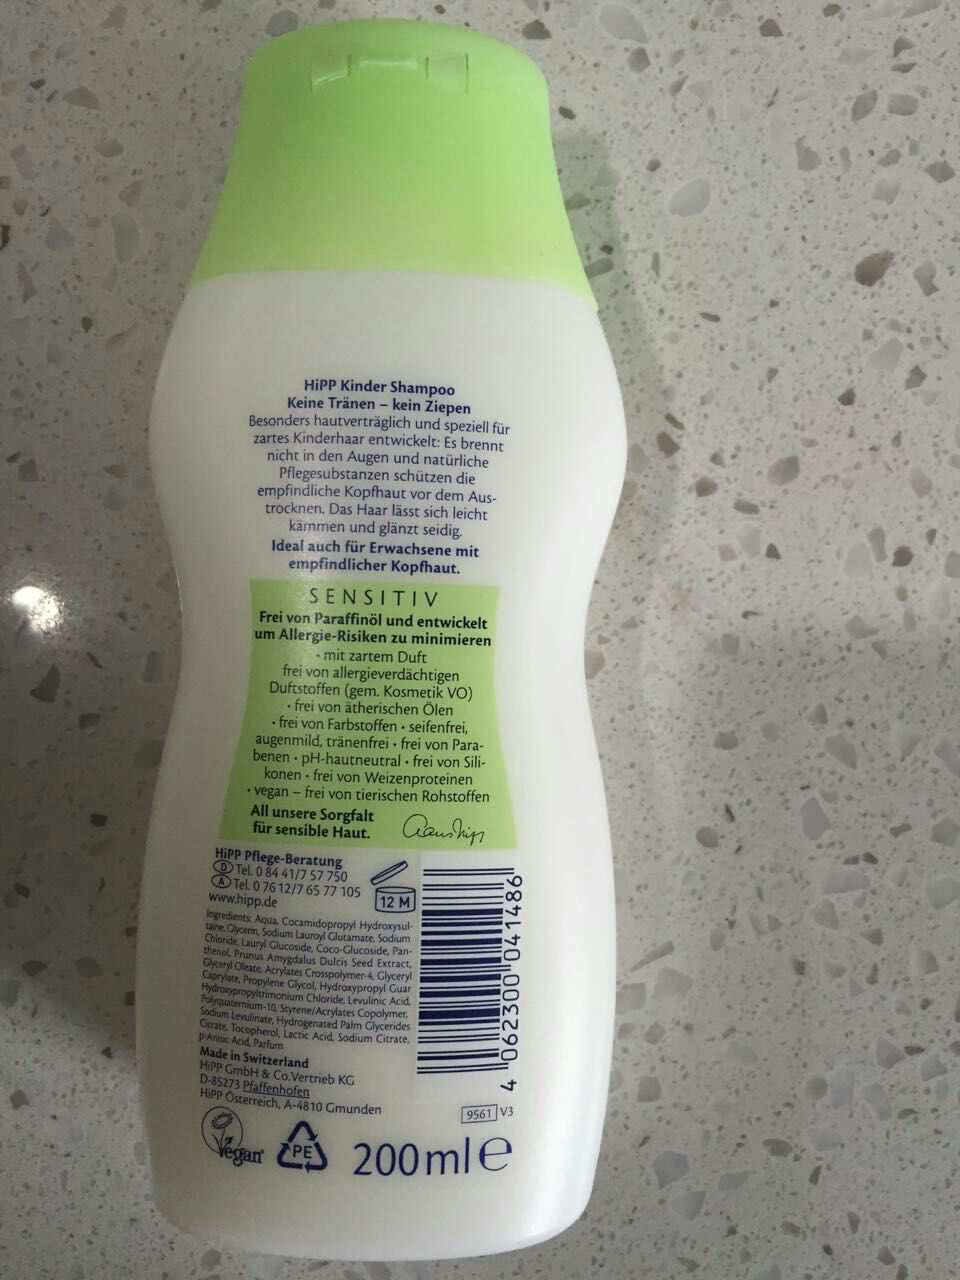 HiPP Kinder Shampoo
Keine Tränen – kein Ziepen
Besonders hautverträglich und speziell für
zartes Kinderhaar entwickelt: Es brennt
nicht in den Augen und natürliche
Pflegesubstanzen schützen die
empfindliche Kopfhaut vor dem Aus-
trocknen. Das Haar lässt sich leicht
kämmen und glänzt seidig.
Ideal auch für Erwachsene mit
empfindlicher Kopfhaut.
SENSITIV
Frei von Paraffinöl und entwickelt
um Allergie-Risiken zu minimieren
• mit zartem Duft
frei von allergieverdächtigen
Duftstoffen (gem. Kosmetik VO)
• frei von ätherischen Ölen
• frei von Farbstoffen • seifenfrei,
augenmild, tränenfrei • frei von Para-
benen • pH-hautneutral • frei von Sili-
konen • frei von Weizenproteinen
• vegan – frei von tierischen Rohstoffen
All unsere Sorgfalt
für sensible Haut.
Claus Hipp
HiPP Pflege-Beratung
D Tel. 0 84 41/7 57 750
A Tel. 0 76 12/7 65 77 105
www.hipp.de
12 M
Ingredients: Aqua, Cocamidopropyl Hydroxysul-
taine, Glycerin, Sodium Lauroyl Glutamate, Sodium
Chloride, Lauryl Glucoside, Coco-Glucoside, Pan-
thenol, Prunus Amygdalus Dulcis Seed Extract,
Glyceryl Oleate, Acrylates Crosspolymer-4, Glyceryl
Caprylate, Propylene Glycol, Hydroxypropyl Guar
Hydroxypropyltrimonium Chloride, Levulinic Acid,
Polyquaternium-10, Styrene/Acrylates Copolymer,
Sodium Levulinate, Hydrogenated Palm Glycerides
Citrate, Tocopherol, Lactic Acid, Sodium Citrate,
p-Anisic Acid, Parfum
4 062300 041486
Made in Switzerland
HiPP GmbH & Co.Vertrieb KG
D-85273 Pfaffenhofen
HiPP Österreich, A-4810 Gmunden
9561 V3
Vegan
PE
200ml e